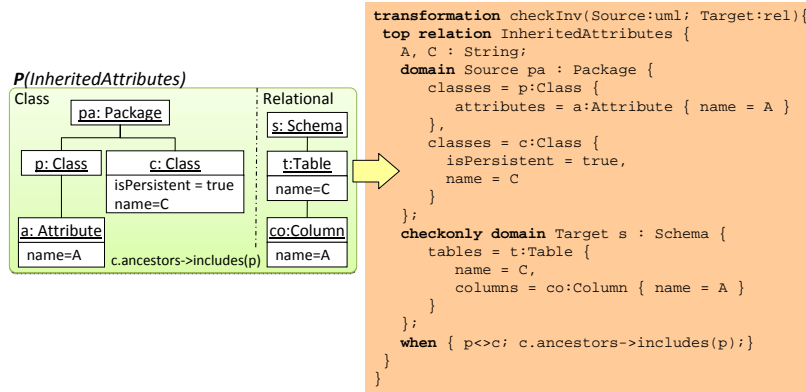 P(InheritedAttributes)
Class
Relational
pa: Package
s: Schema
p: Class
c: Class
isPersistent = true
name=C
t:Table
name=C
a: Attribute
name=A
c.ancestors->includes(p)
co:Column
name=A
transformation checkInv(Source:uml; Target:rel){
top relation InheritedAttributes {
A, C : String;
domain Source pa : Package {
classes = p:Class {
attributes = a:Attribute { name = A }
},
classes = c:Class {
isPersistent = true,
name = C
}
};
checkonly domain Target s : Schema {
tables = t:Table {
name = C,
columns = co:Column { name = A }
}
};
when { p<>c; c.ancestors->includes(p);}
}
}